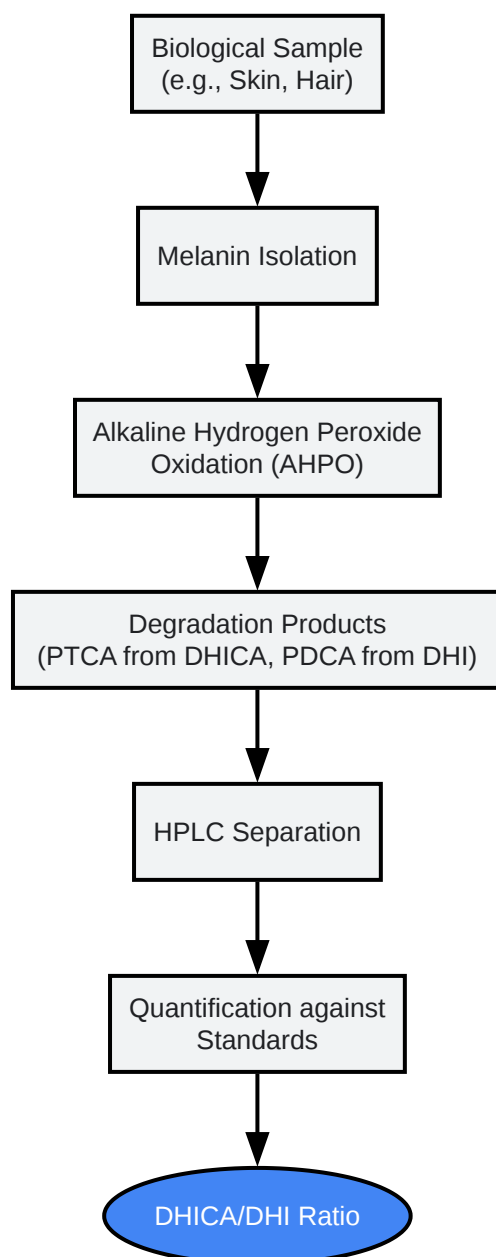 Biological Sample
(e.g., Skin, Hair)
Melanin Isolation
Alkaline Hydrogen Peroxide
Oxidation (AHPO)
Degradation Products
(PTCA from DHICA, PDCA from DHI)
HPLC Separation
Quantification against
Standards
DHICA/DHI Ratio